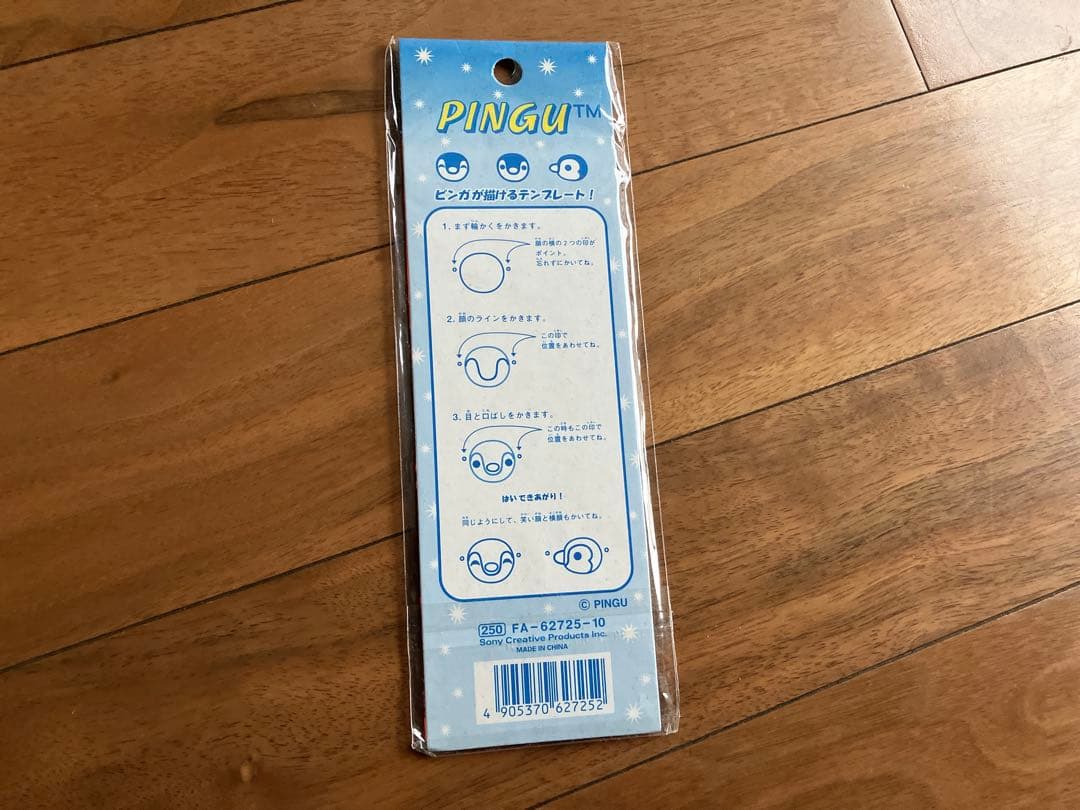 PINGU™
ピンガが描けるテンプレート！
1. まず輪かくをかきます。
顔の横の2つの印が
ポイント。
忘れずにかいてね。
2. 顔のラインをかきます。
この印で
位置をあわせてね。
3. 目と口ばしをかきます。
この時もこの印で
位置をあわせてね。
はいできあがり！
同じようにして、笑い顔と横顔もかいてね。
© PINGU
250 FA-62725-10
Sony Creative Products Inc.
MADE IN CHINA
4 905370 627252